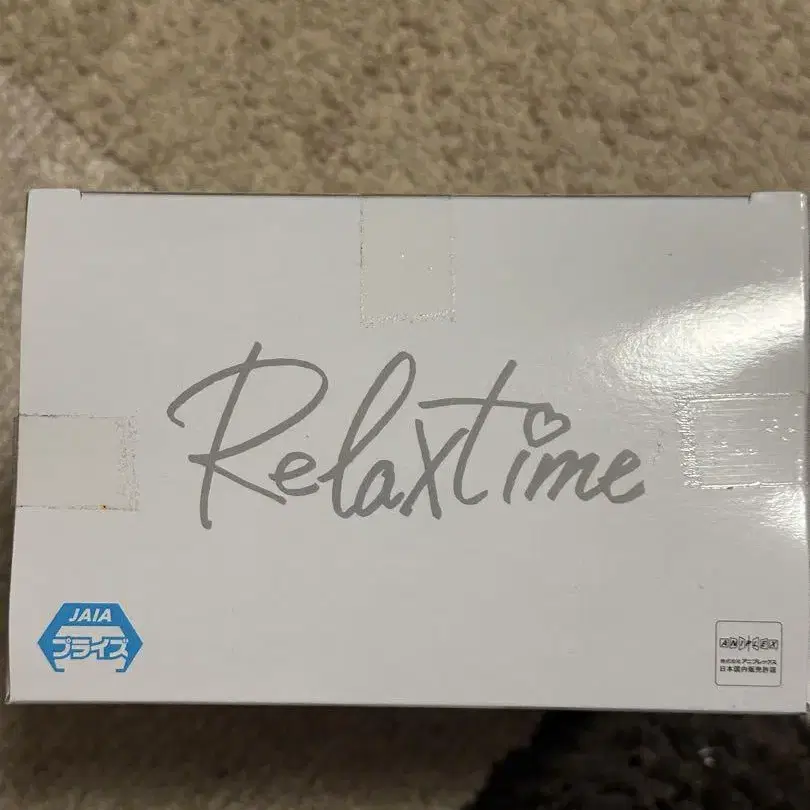 Relaxtime
JAIA
プライズ
ANIPLEX
株式会社アニプレックス
日本国内販売許諾